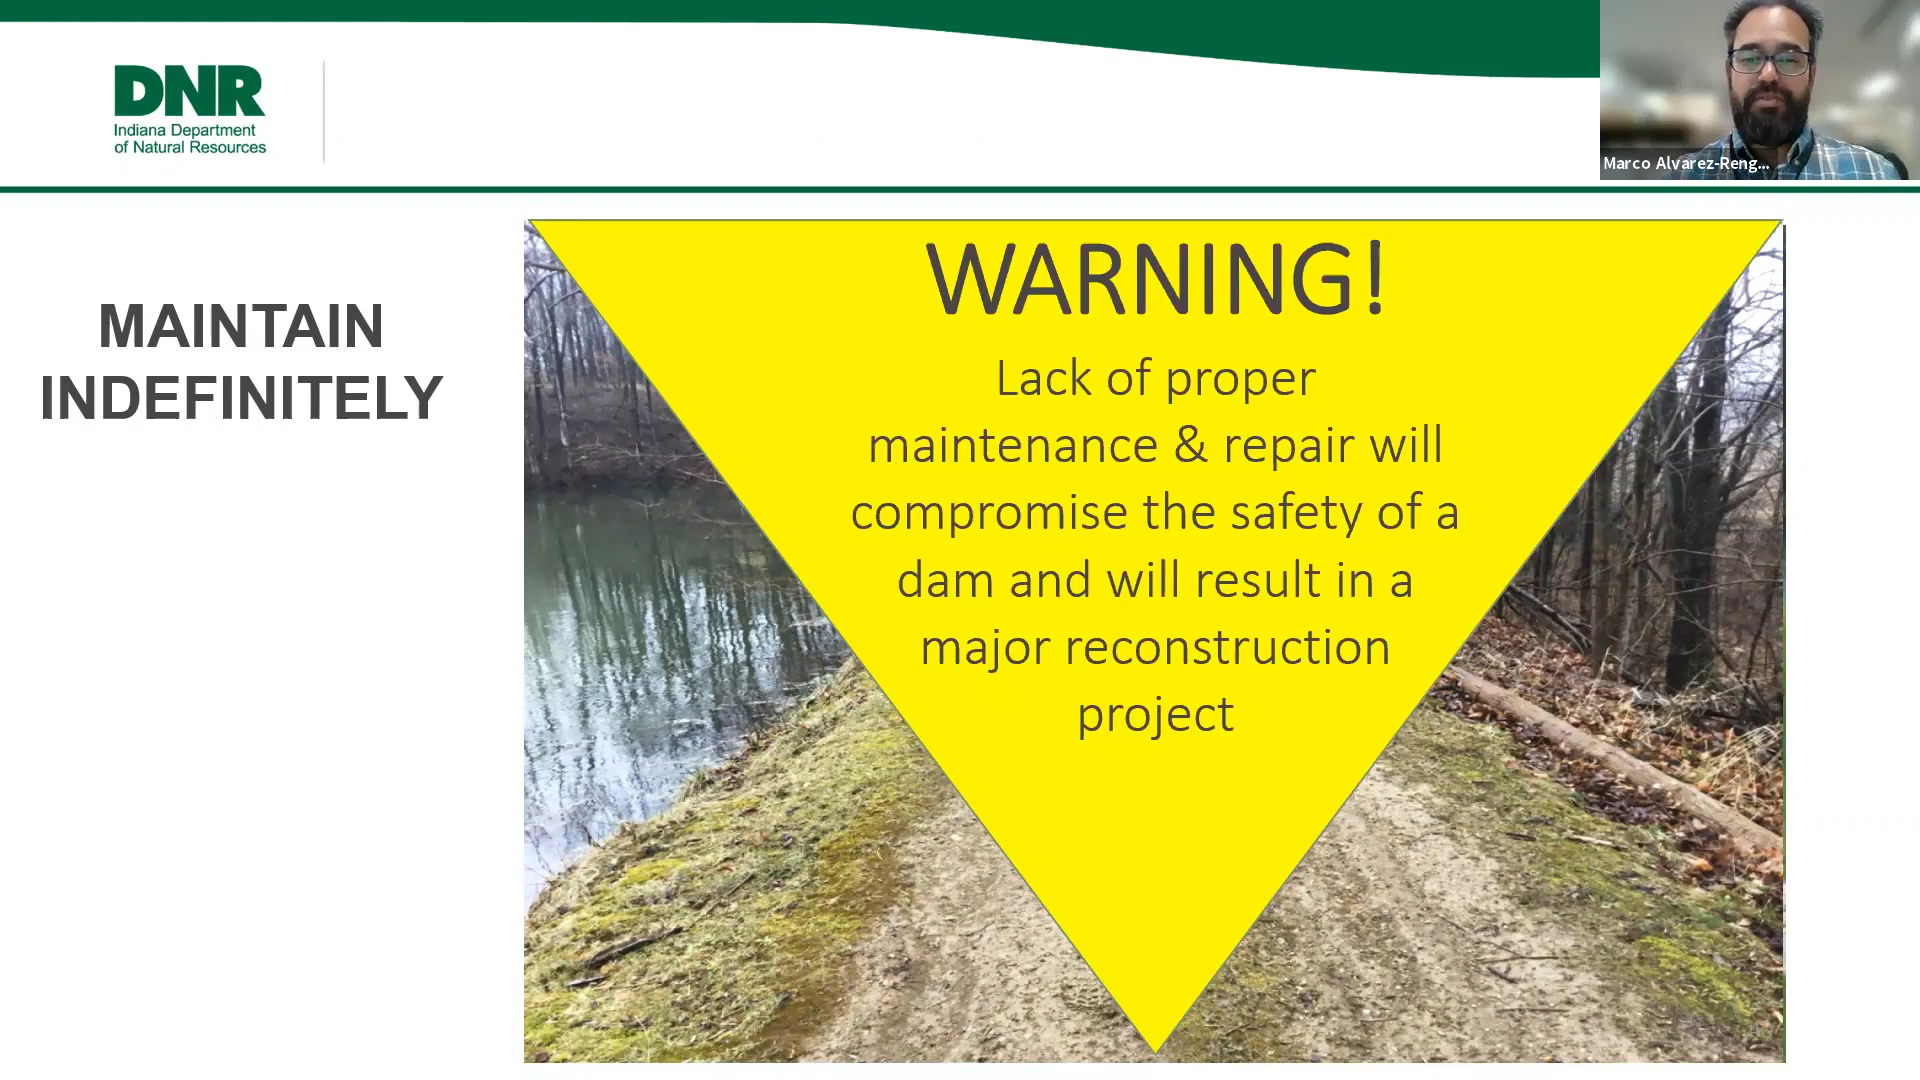 DNR
Indiana Department
of Natural Resources
Marco Alvarez-Reng...
MAINTAIN
INDEFINITELY
WARNING!
Lack of proper
maintenance & repair will
compromise the safety of a
dam and will result in a
major reconstruction
project
40